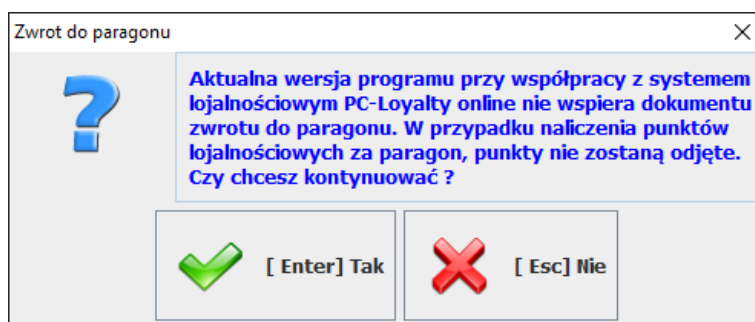 Zwrot do paragonu
Aktualna wersja programu przy współpracy z systemem
lojalnościowym PC-Loyalty online nie wspiera dokumentu
zwrotu do paragonu. W przypadku naliczenia punktów
lojalnościowych za paragon, punkty nie zostaną odjęte.
Czy chcesz kontynuować ?
[ Enter] Tak
[ Esc] Nie